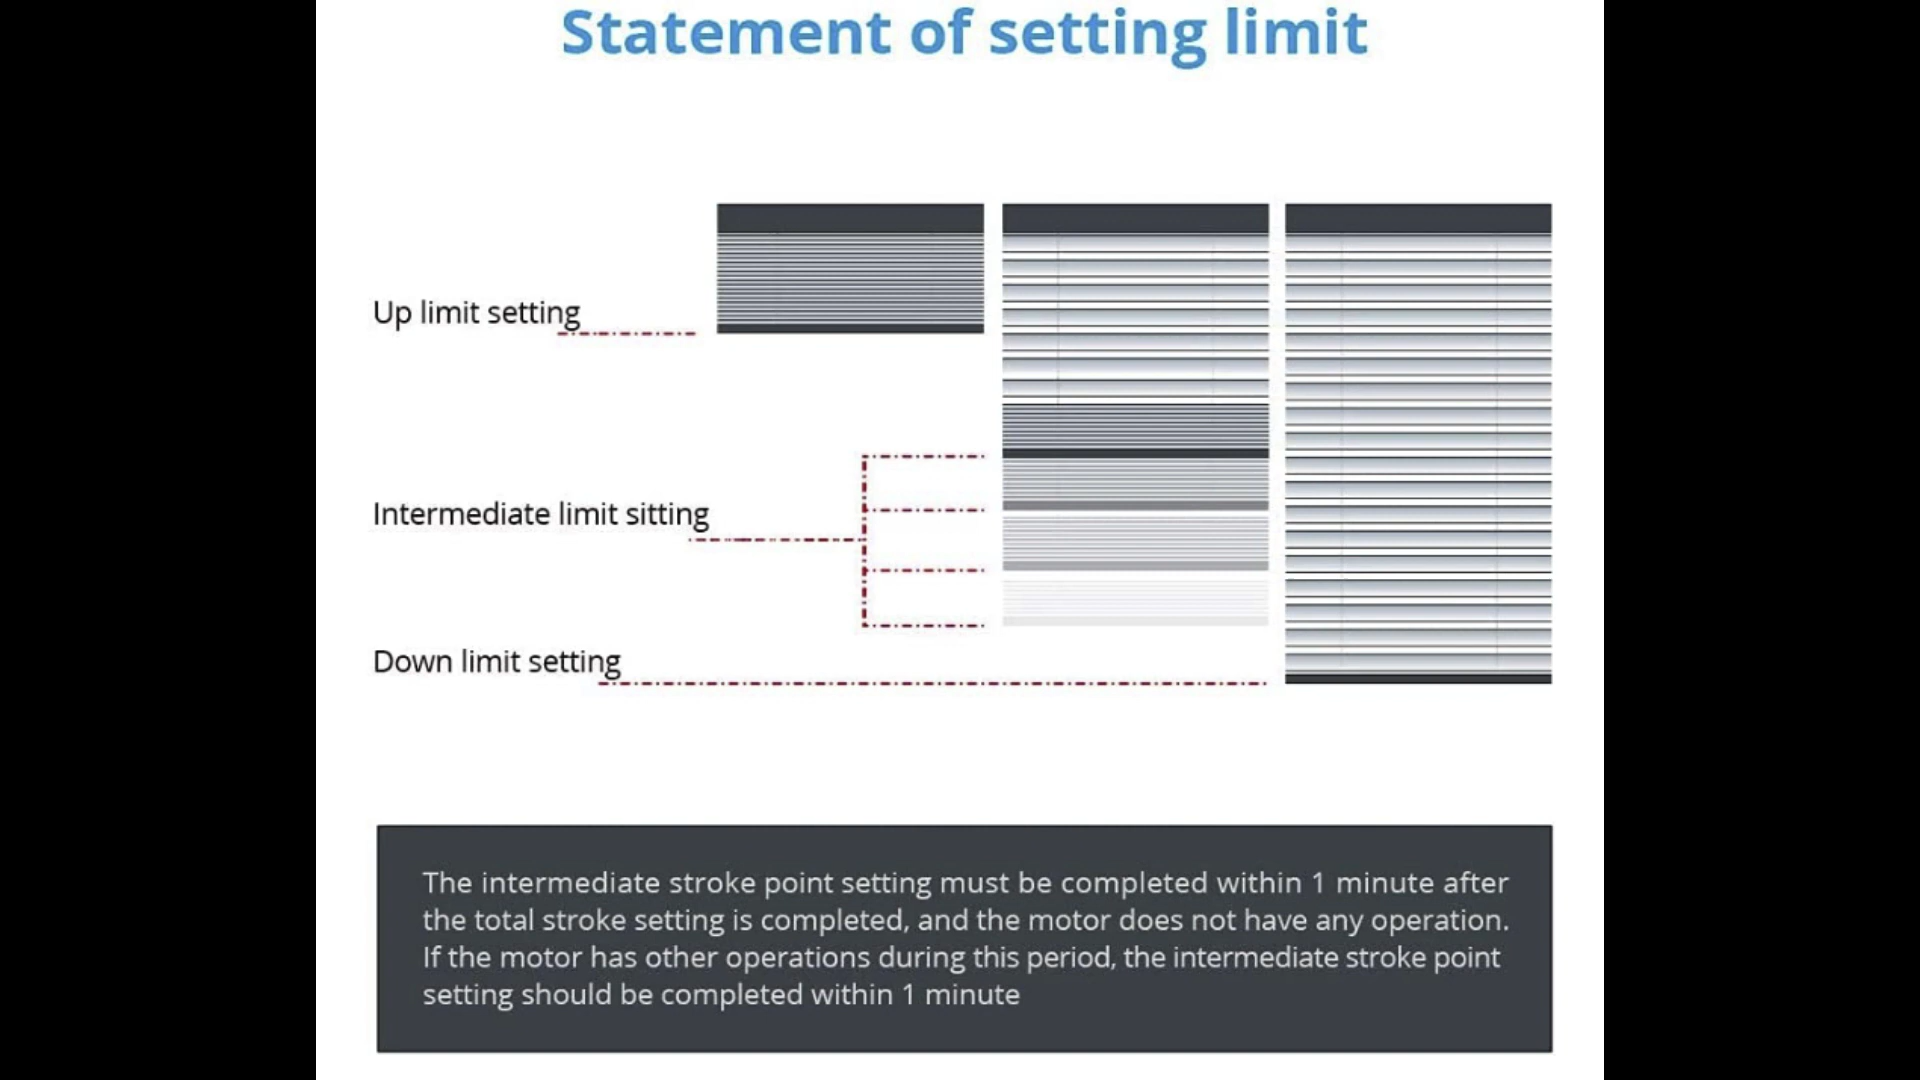 Statement of setting limit
Up limit setting
Intermediate limit sitting
Down limit setting
The intermediate stroke point setting must be completed within 1 minute after
the total stroke setting is completed, and the motor does not have any operation.
If the motor has other operations during this period, the intermediate stroke point
setting should be completed within 1 minute